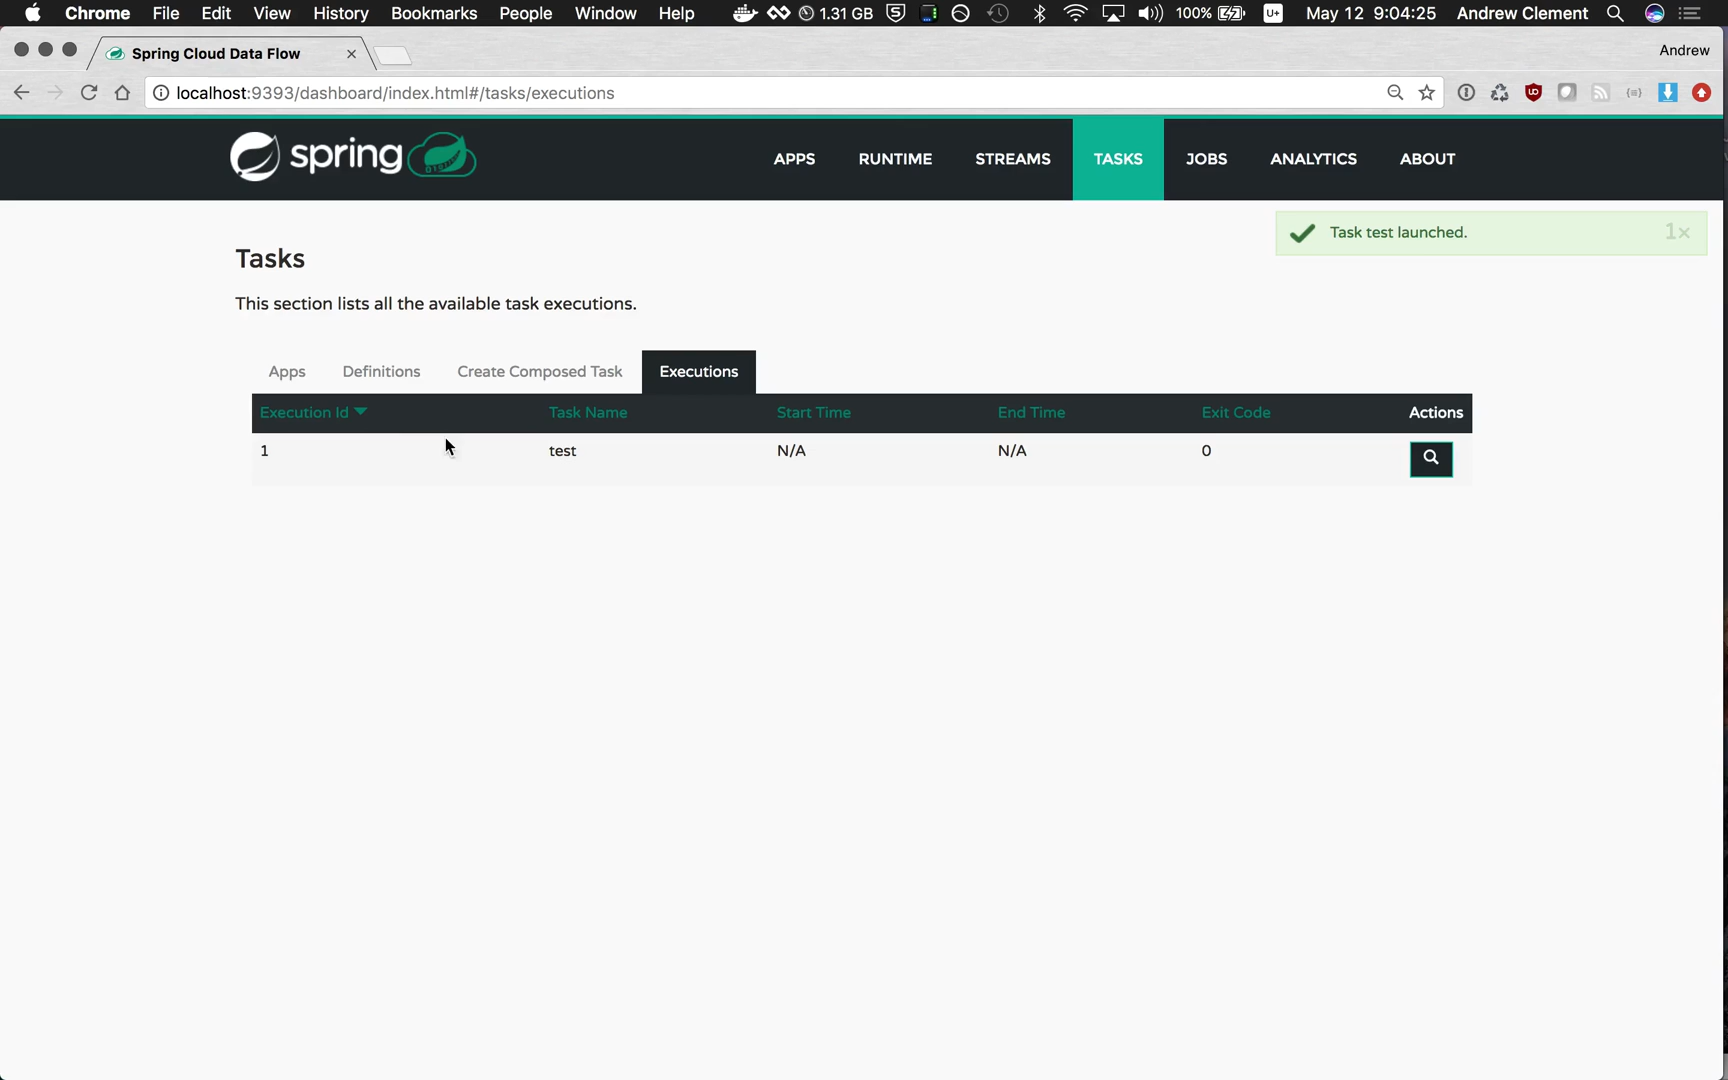 Chrome File Edit View History Bookmarks People Window Help 1.31 GB 100% U+ May 12 9:04:25 Andrew Clement
Spring Cloud Data Flow
Andrew
localhost:9393/dashboard/index.html#/tasks/executions
spring APPS RUNTIME STREAMS TASKS JOBS ANALYTICS ABOUT
Task test launched. 1×
Tasks
This section lists all the available task executions.
Apps Definitions Create Composed Task Executions
Execution Id Task Name Start Time End Time Exit Code Actions
1 test N/A N/A 0